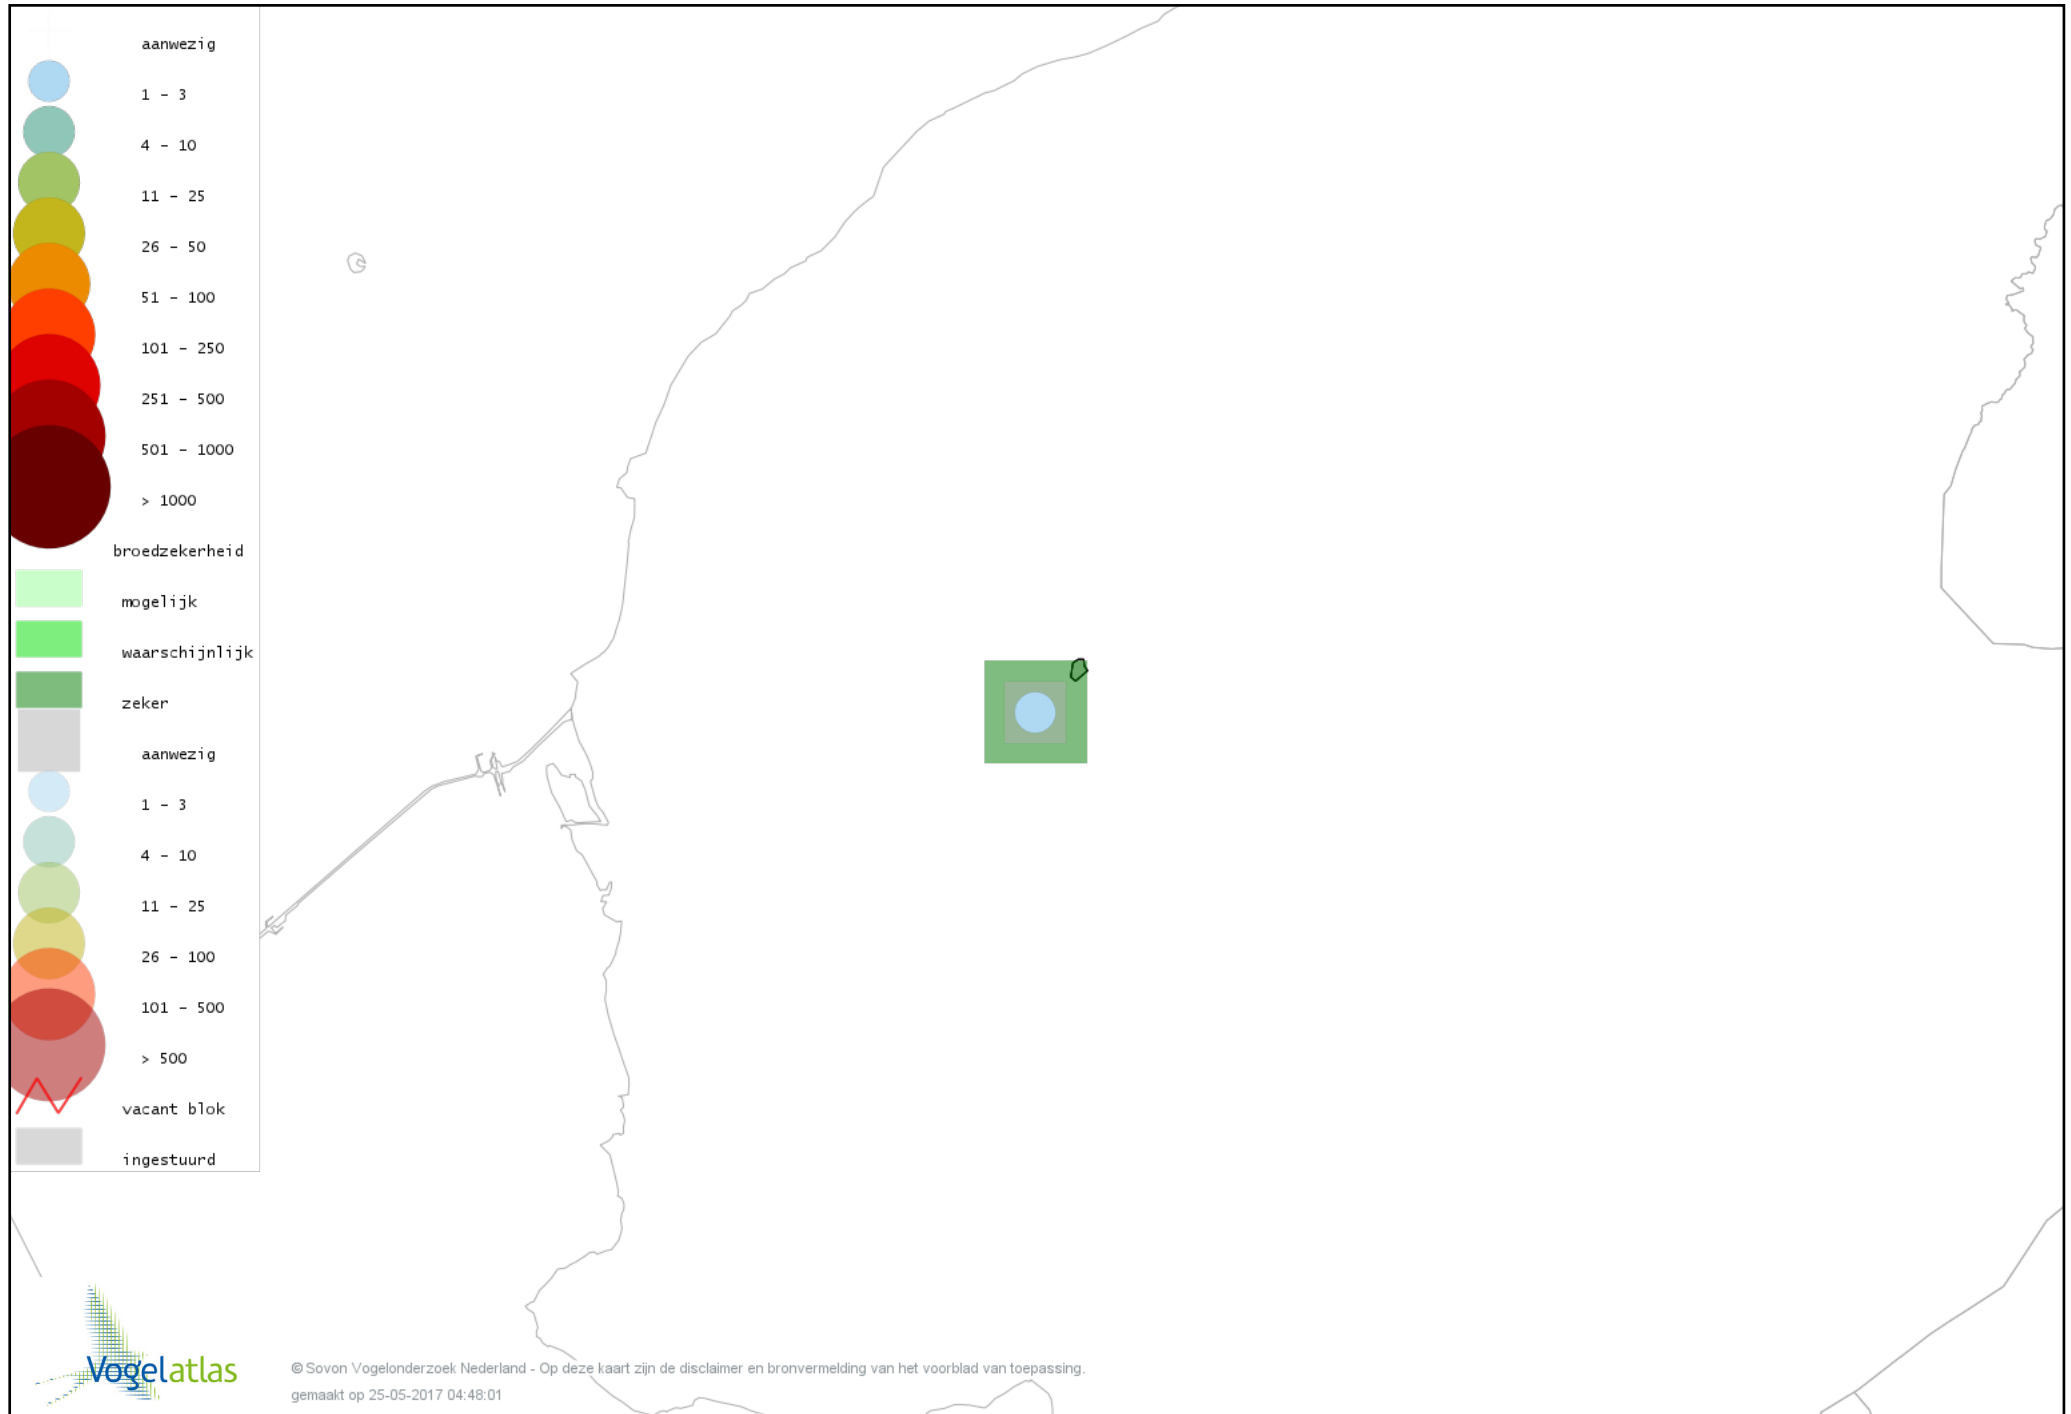 aanwezig
1 - 3
4 - 10
11 - 25
26 - 50
51 - 100
101 - 250
251 - 500
501 - 1000
> 1000
broedzekerheid
mogelijk
waarschijnlijk
zeker
aanwezig
1 - 3
4 - 10
11 - 25
26 - 100
101 - 500
> 500
vacant blok
ingestuurd
Vogelatlas
© Sovon Vogelonderzoek Nederland - Op deze kaart zijn de disclaimer en bronvermelding van het voorblad van toepassing.
gemaakt op 25-05-2017 04:48:01